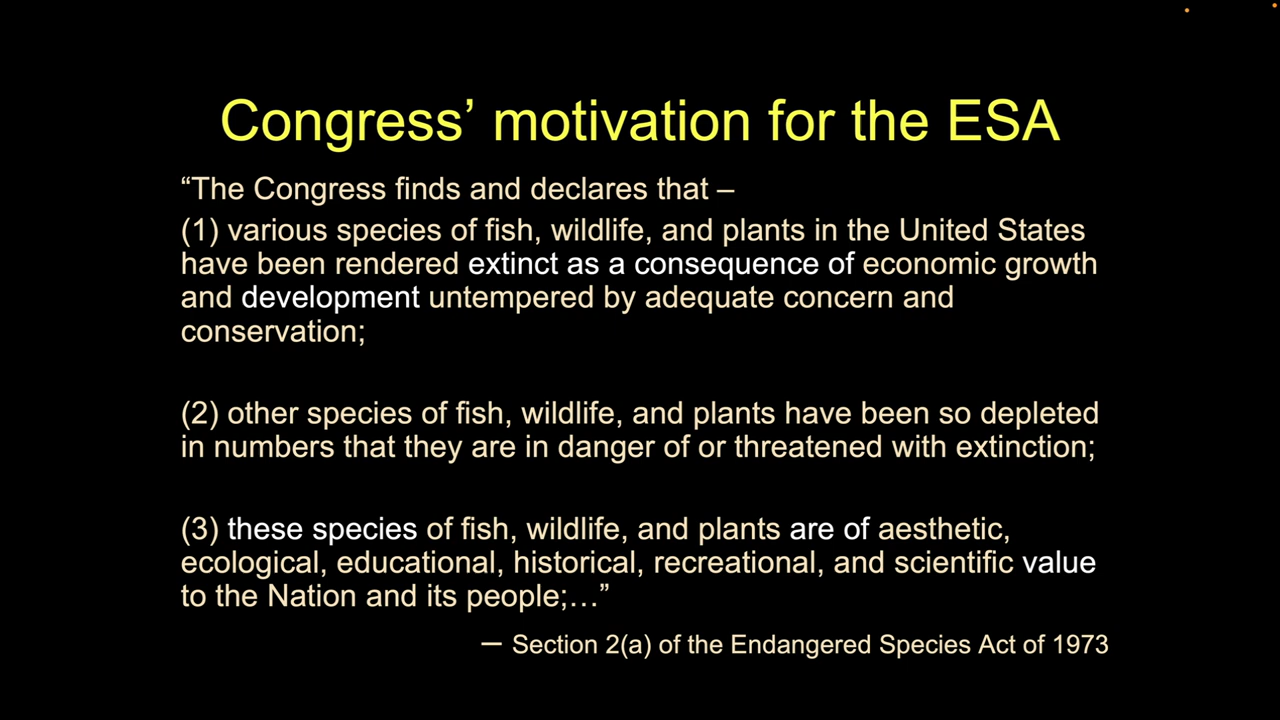 Congress’ motivation for the ESA
“The Congress finds and declares that –
(1) various species of fish, wildlife, and plants in the United States
have been rendered extinct as a consequence of economic growth
and development untempered by adequate concern and
conservation;
(2) other species of fish, wildlife, and plants have been so depleted
in numbers that they are in danger of or threatened with extinction;
(3) these species of fish, wildlife, and plants are of aesthetic,
ecological, educational, historical, recreational, and scientific value
to the Nation and its people;…”
– Section 2(a) of the Endangered Species Act of 1973